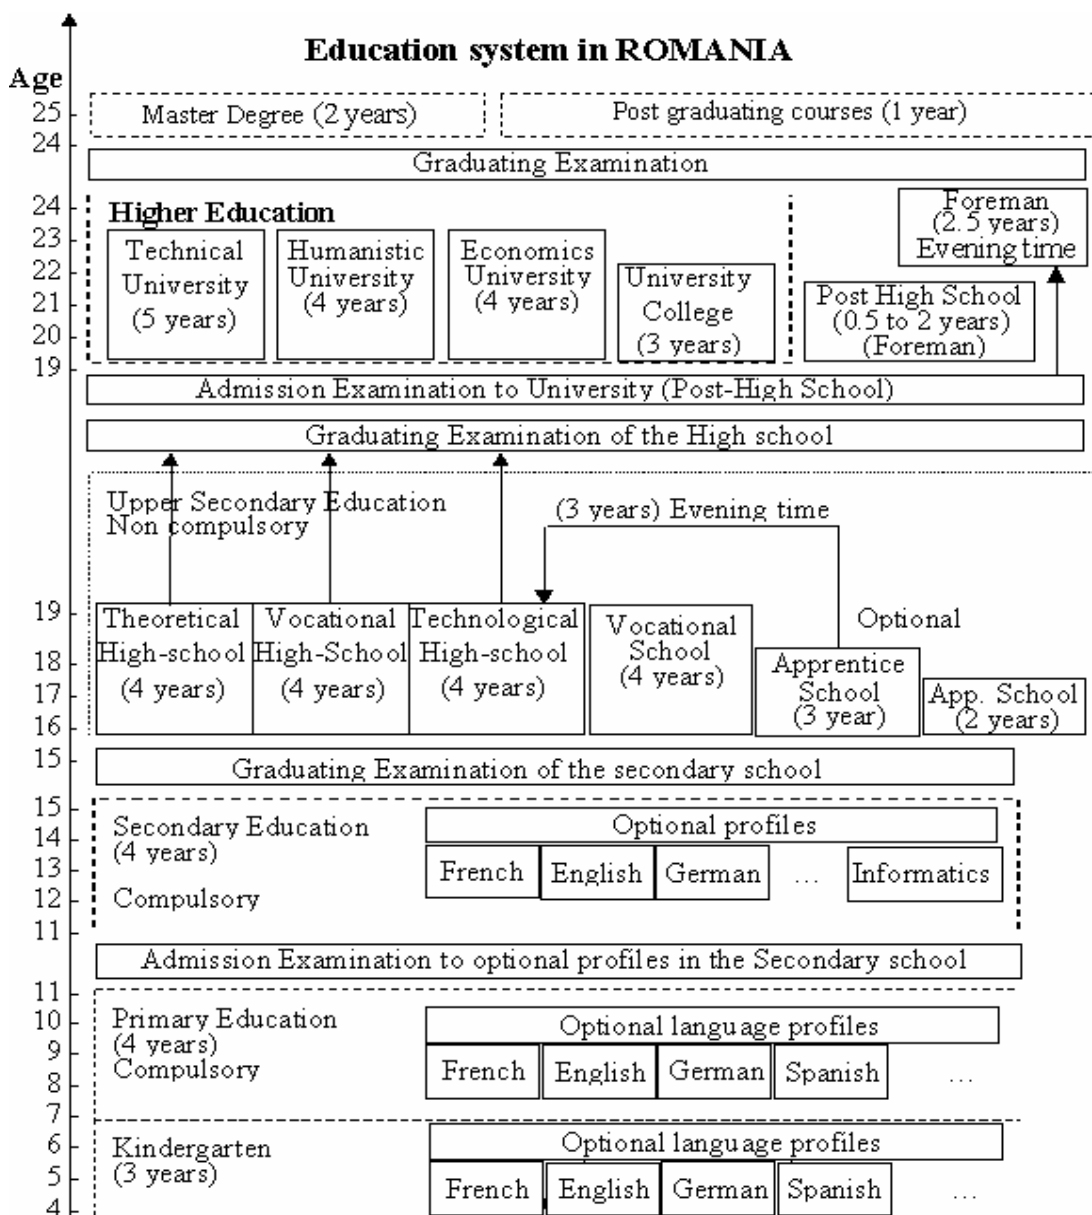 Education system in ROMANIA
Age
25
Master Degree (2 years)
Post graduating courses (1 year)
24
Graduating Examination
24
23
22
21
20
19
Higher Education
Technical
University
(5 years)
Humanistic
University
(4 years)
Economics
University
(4 years)
University
College
(3 years)
Foreman
(2.5 years)
Evening time
Post High School
(0.5 to 2 years)
(Foreman)
Admission Examination to University (Post-High School)
Graduating Examination of the High school
Upper Secondary Education
Non compulsory
(3 years) Evening time
19
18
17
16
15
Theoretical
High-school
(4 years)
Vocational
High-School
(4 years)
Technological
High-school
(4 years)
Vocational
School
(4 years)
Optional
Apprentice
School
(3 year)
App. School
(2 years)
Graduating Examination of the secondary school
15
14
13
12
11
Secondary Education
(4 years)
Compulsory
Optional profiles
French
English
German
...
Informatics
Admission Examination to optional profiles in the Secondary school
11
10
9
8
7
Primary Education
(4 years)
Compulsory
Optional language profiles
French
English
German
Spanish
...
6
5
4
Kindergarten
(3 years)
Optional language profiles
French
English
German
Spanish
...